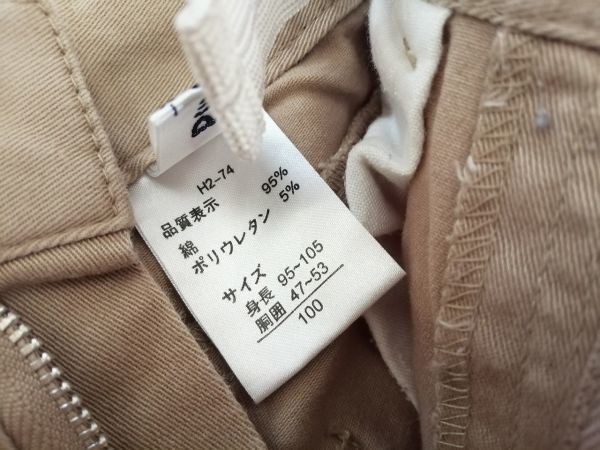 H2-74
品質表示
綿 95%
ポリウレタン 5%
サイズ
身長 95~105
胴囲 47~53
100